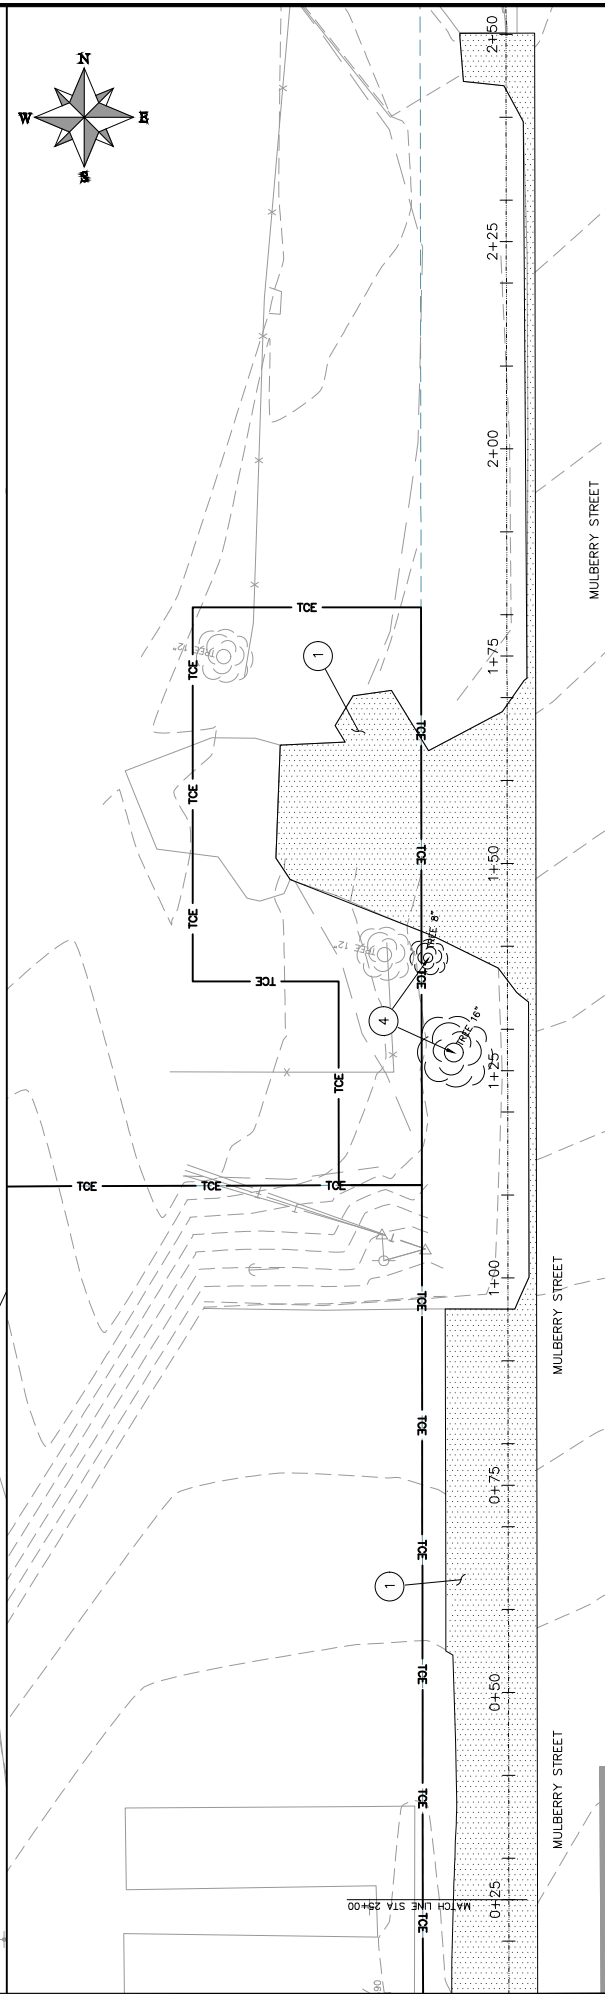 N
W
E
S
2+50
2+25
2+00
MULBERRY STREET
TCE
TREE 12"
1
TCE
1+75
TCE
TCE
TCE
1+50
TCE
TREE 8"
TREE 12"
TCE
TCE
4
TREE 16"
1+25
TCE
TCE
TCE
TCE
1+00
TCE
MULBERRY STREET
TCE
0+75
TCE
1
TCE
0+50
MULBERRY STREET
TCE
0+25
MATCH LINE STA 25+00
TCE
90